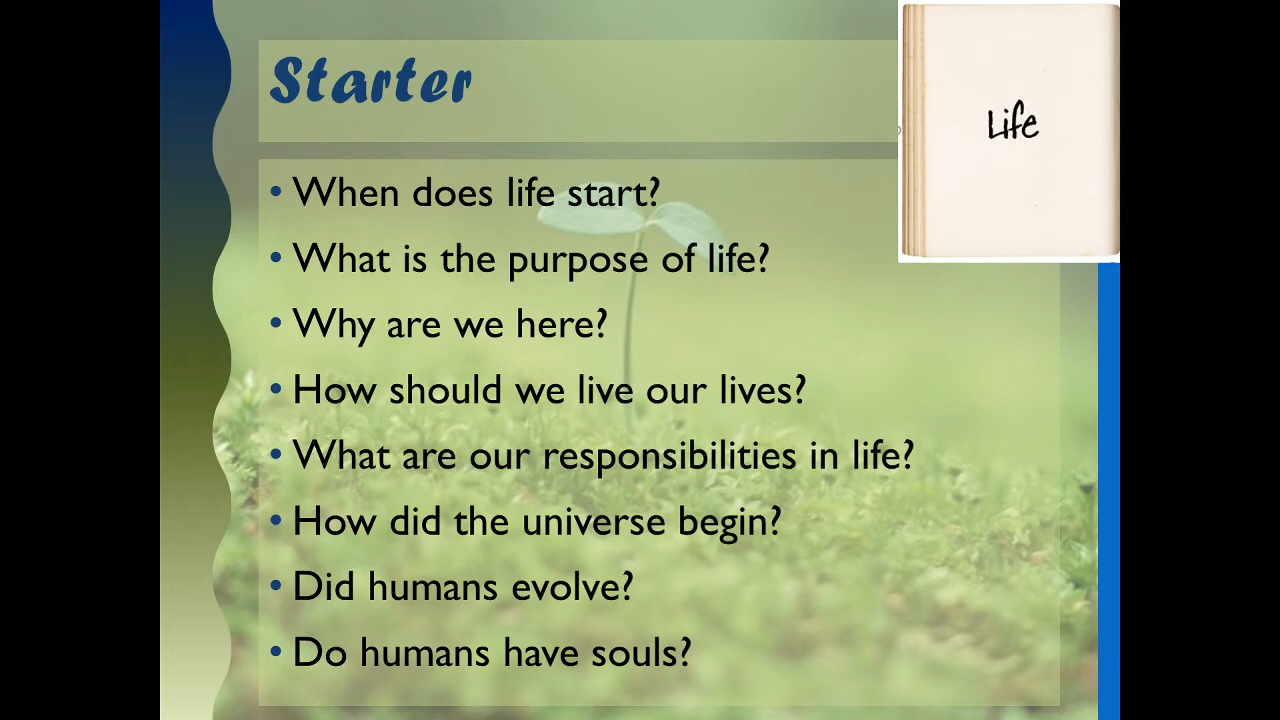 Starter
Life
• When does life start?
• What is the purpose of life?
• Why are we here?
• How should we live our lives?
• What are our responsibilities in life?
• How did the universe begin?
• Did humans evolve?
• Do humans have souls?